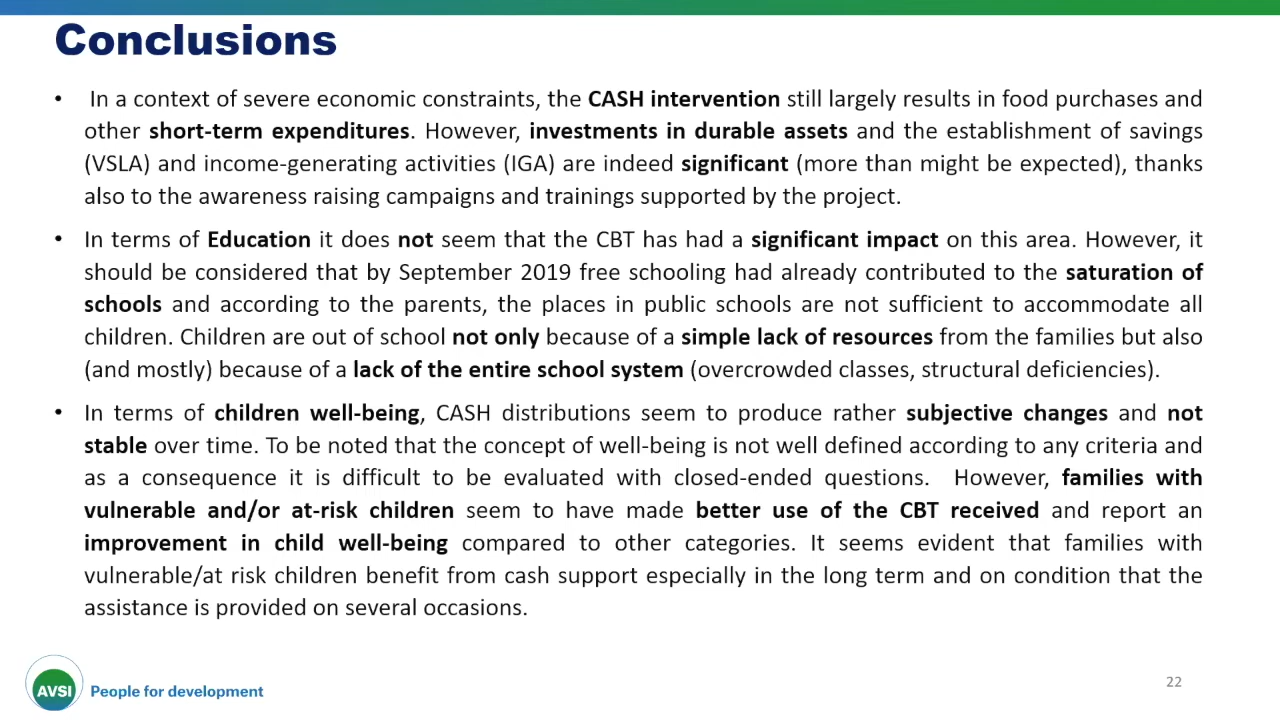 Conclusions
• In a context of severe economic constraints, the CASH intervention still largely results in food purchases and
other short-term expenditures. However, investments in durable assets and the establishment of savings
(VSLA) and income-generating activities (IGA) are indeed significant (more than might be expected), thanks
also to the awareness raising campaigns and trainings supported by the project.
• In terms of Education it does not seem that the CBT has had a significant impact on this area. However, it
should be considered that by September 2019 free schooling had already contributed to the saturation of
schools and according to the parents, the places in public schools are not sufficient to accommodate all
children. Children are out of school not only because of a simple lack of resources from the families but also
(and mostly) because of a lack of the entire school system (overcrowded classes, structural deficiencies).
• In terms of children well-being, CASH distributions seem to produce rather subjective changes and not
stable over time. To be noted that the concept of well-being is not well defined according to any criteria and
as a consequence it is difficult to be evaluated with closed-ended questions. However, families with
vulnerable and/or at-risk children seem to have made better use of the CBT received and report an
improvement in child well-being compared to other categories. It seems evident that families with
vulnerable/at risk children benefit from cash support especially in the long term and on condition that the
assistance is provided on several occasions.
AVSI People for development
22